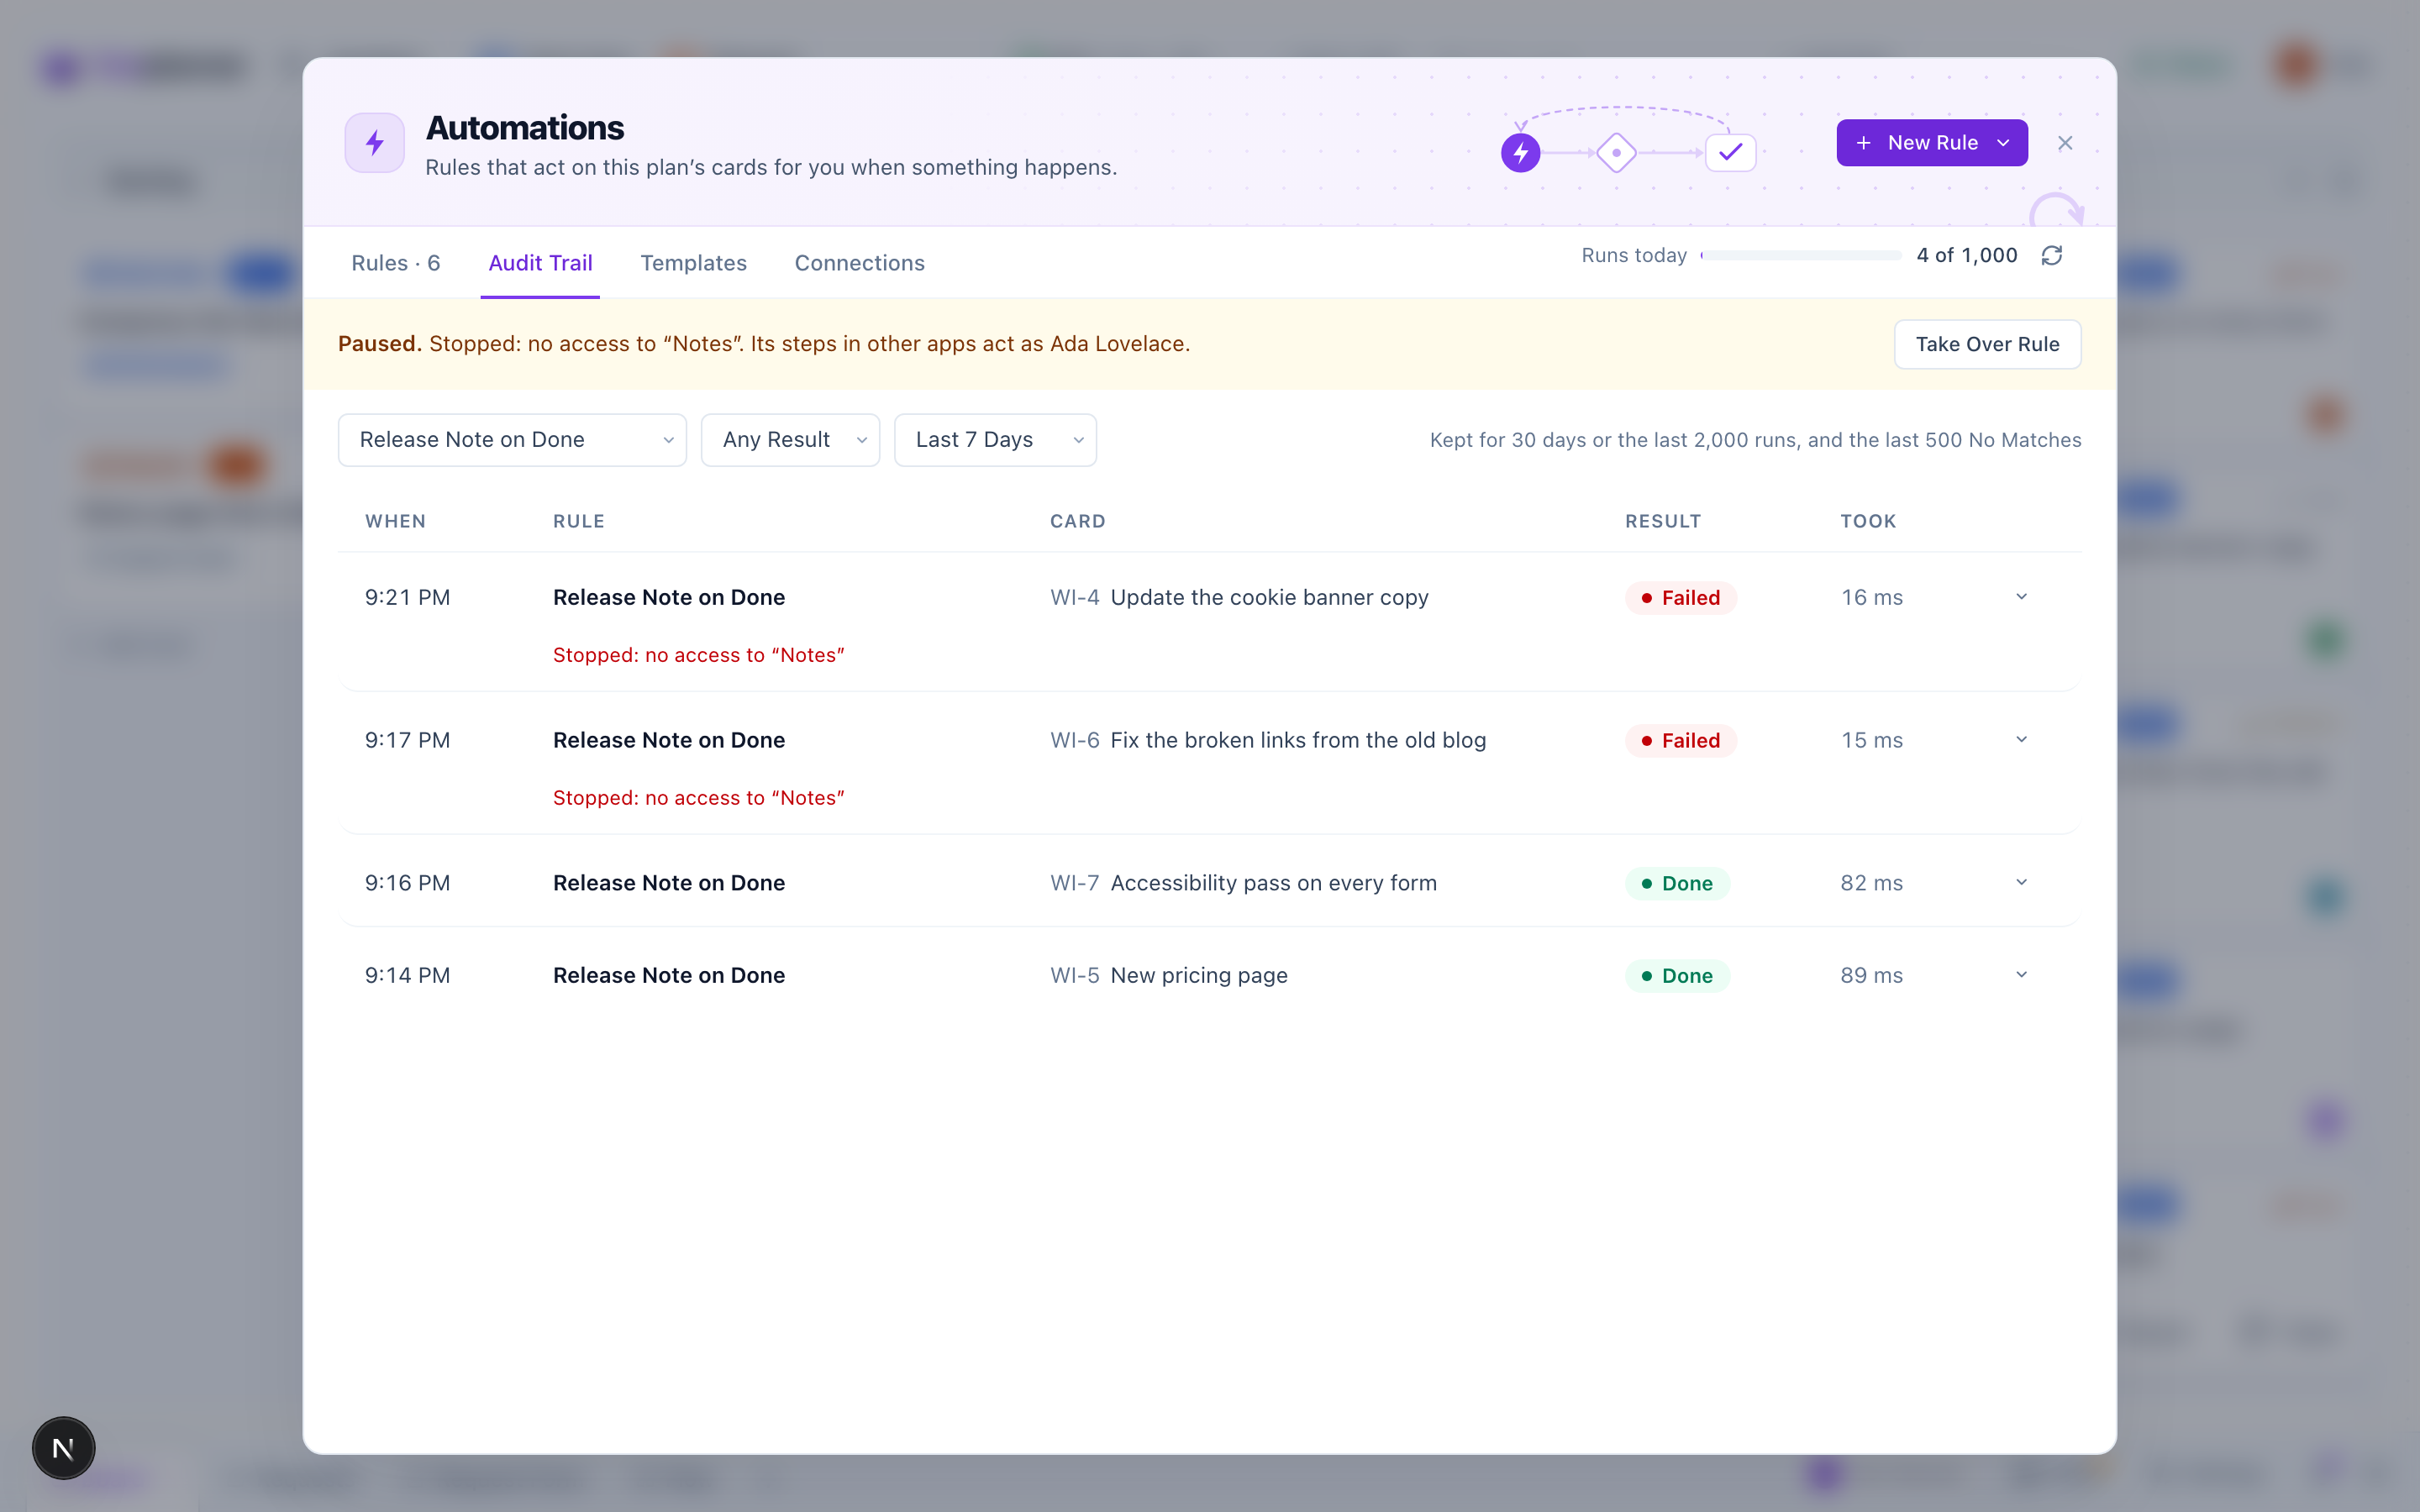 Automations
Rules that act on this plan’s cards for you when something happens.
New Rule
Rules · 6
Audit Trail
Templates
Connections
Runs today
4 of 1,000
Paused. Stopped: no access to “Notes”. Its steps in other apps act as Ada Lovelace.
Take Over Rule
Release Note on Done
Any Result
Last 7 Days
Kept for 30 days or the last 2,000 runs, and the last 500 No Matches
WHEN RULE CARD RESULT TOOK
9:21 PM Release Note on Done WI-4 Update the cookie banner copy Failed 16 ms
Stopped: no access to “Notes”
9:17 PM Release Note on Done WI-6 Fix the broken links from the old blog Failed 15 ms
Stopped: no access to “Notes”
9:16 PM Release Note on Done WI-7 Accessibility pass on every form Done 82 ms
9:14 PM Release Note on Done WI-5 New pricing page Done 89 ms
N